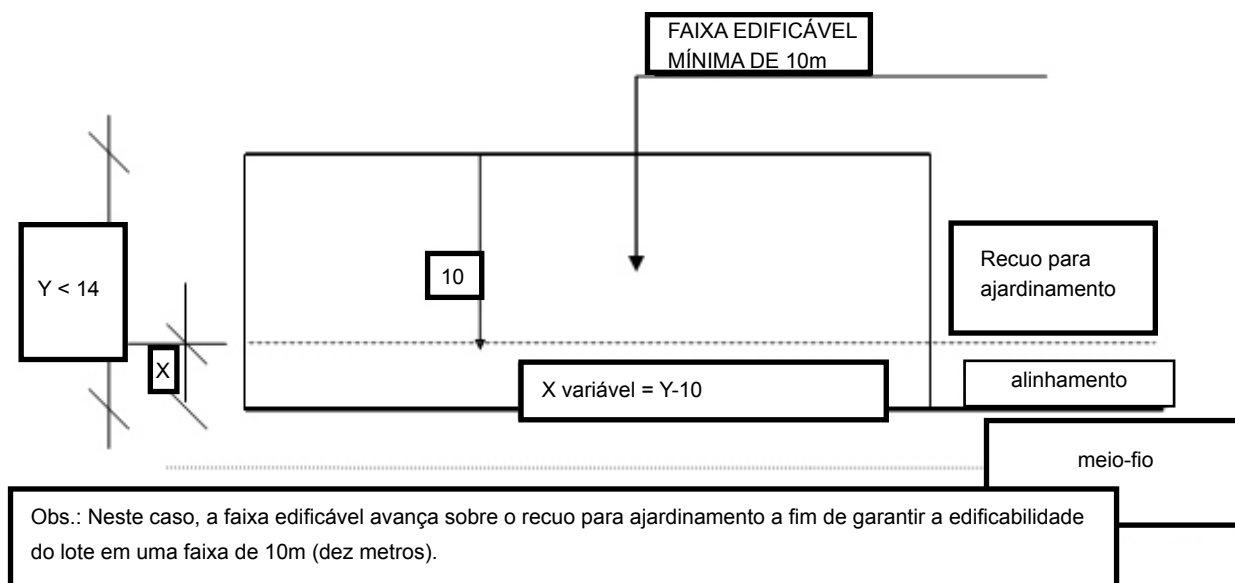 FAIXA EDIFICÁVEL
MÍNIMA DE 10m
Y < 14
10
Recuo para
ajardinamento
X
X variável = Y-10
alinhamento
meio-fio
Obs.: Neste caso, a faixa edificável avança sobre o recuo para ajardinamento a fim de garantir a edificabilidade
do lote em uma faixa de 10m (dez metros).